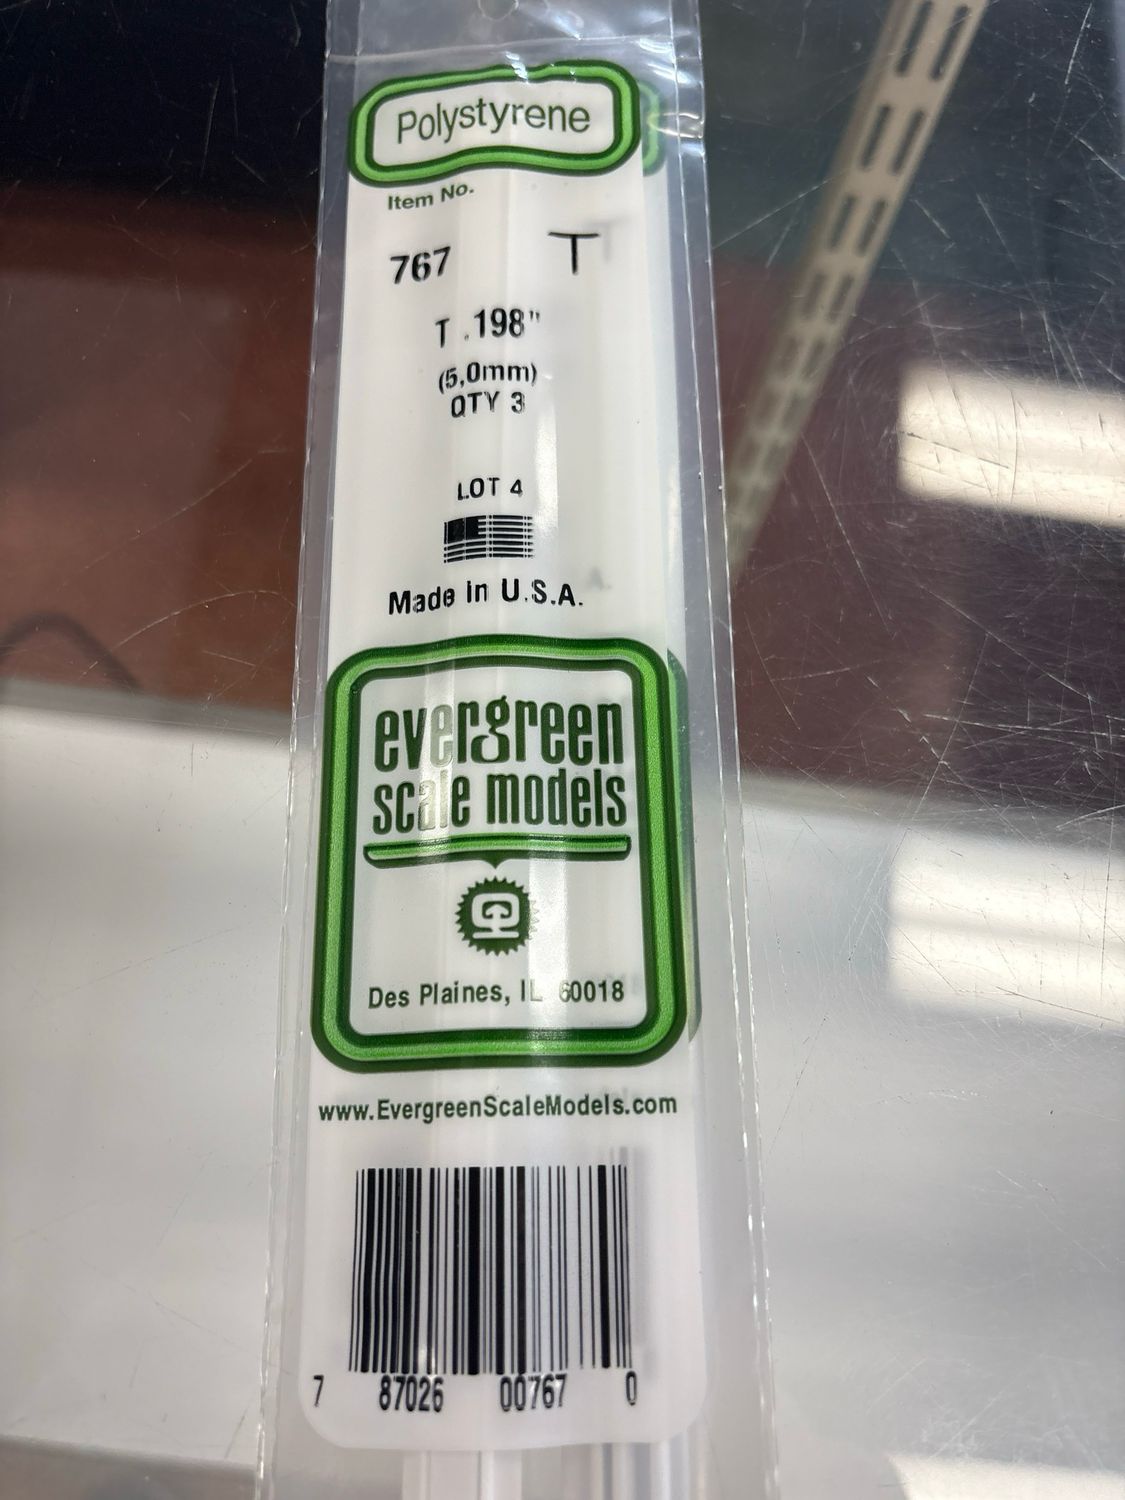 Polystyrene
Item No.
767 T
T .198"
(5,0mm)
QTY 3
LOT 4
Made in U.S.A.
evergreen
scale models
Des Plaines, IL 60018
www.EvergreenScaleModels.com
7 87026 00767 0